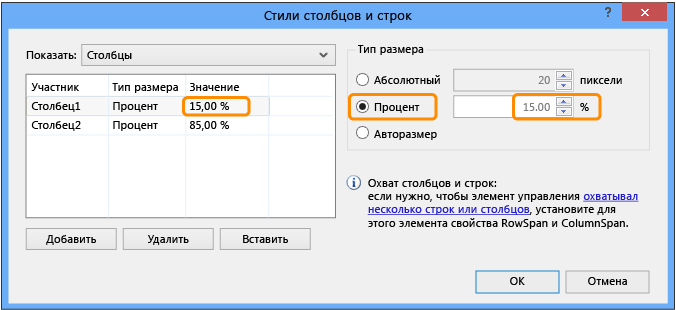 Стили столбцов и строк
?
Показать: Столбцы
Участник Тип размера Значение
Столбец1 Процент 15,00 %
Столбец2 Процент 85,00 %
Добавить Удалить Вставить
Тип размера
Абсолютный 20 пиксели
Процент 15.00 %
Авторазмер
Охват столбцов и строк:
если нужно, чтобы элемент управления охватывал
несколько строк или столбцов, установите для
этого элемента свойства RowSpan и ColumnSpan.
ОК Отмена